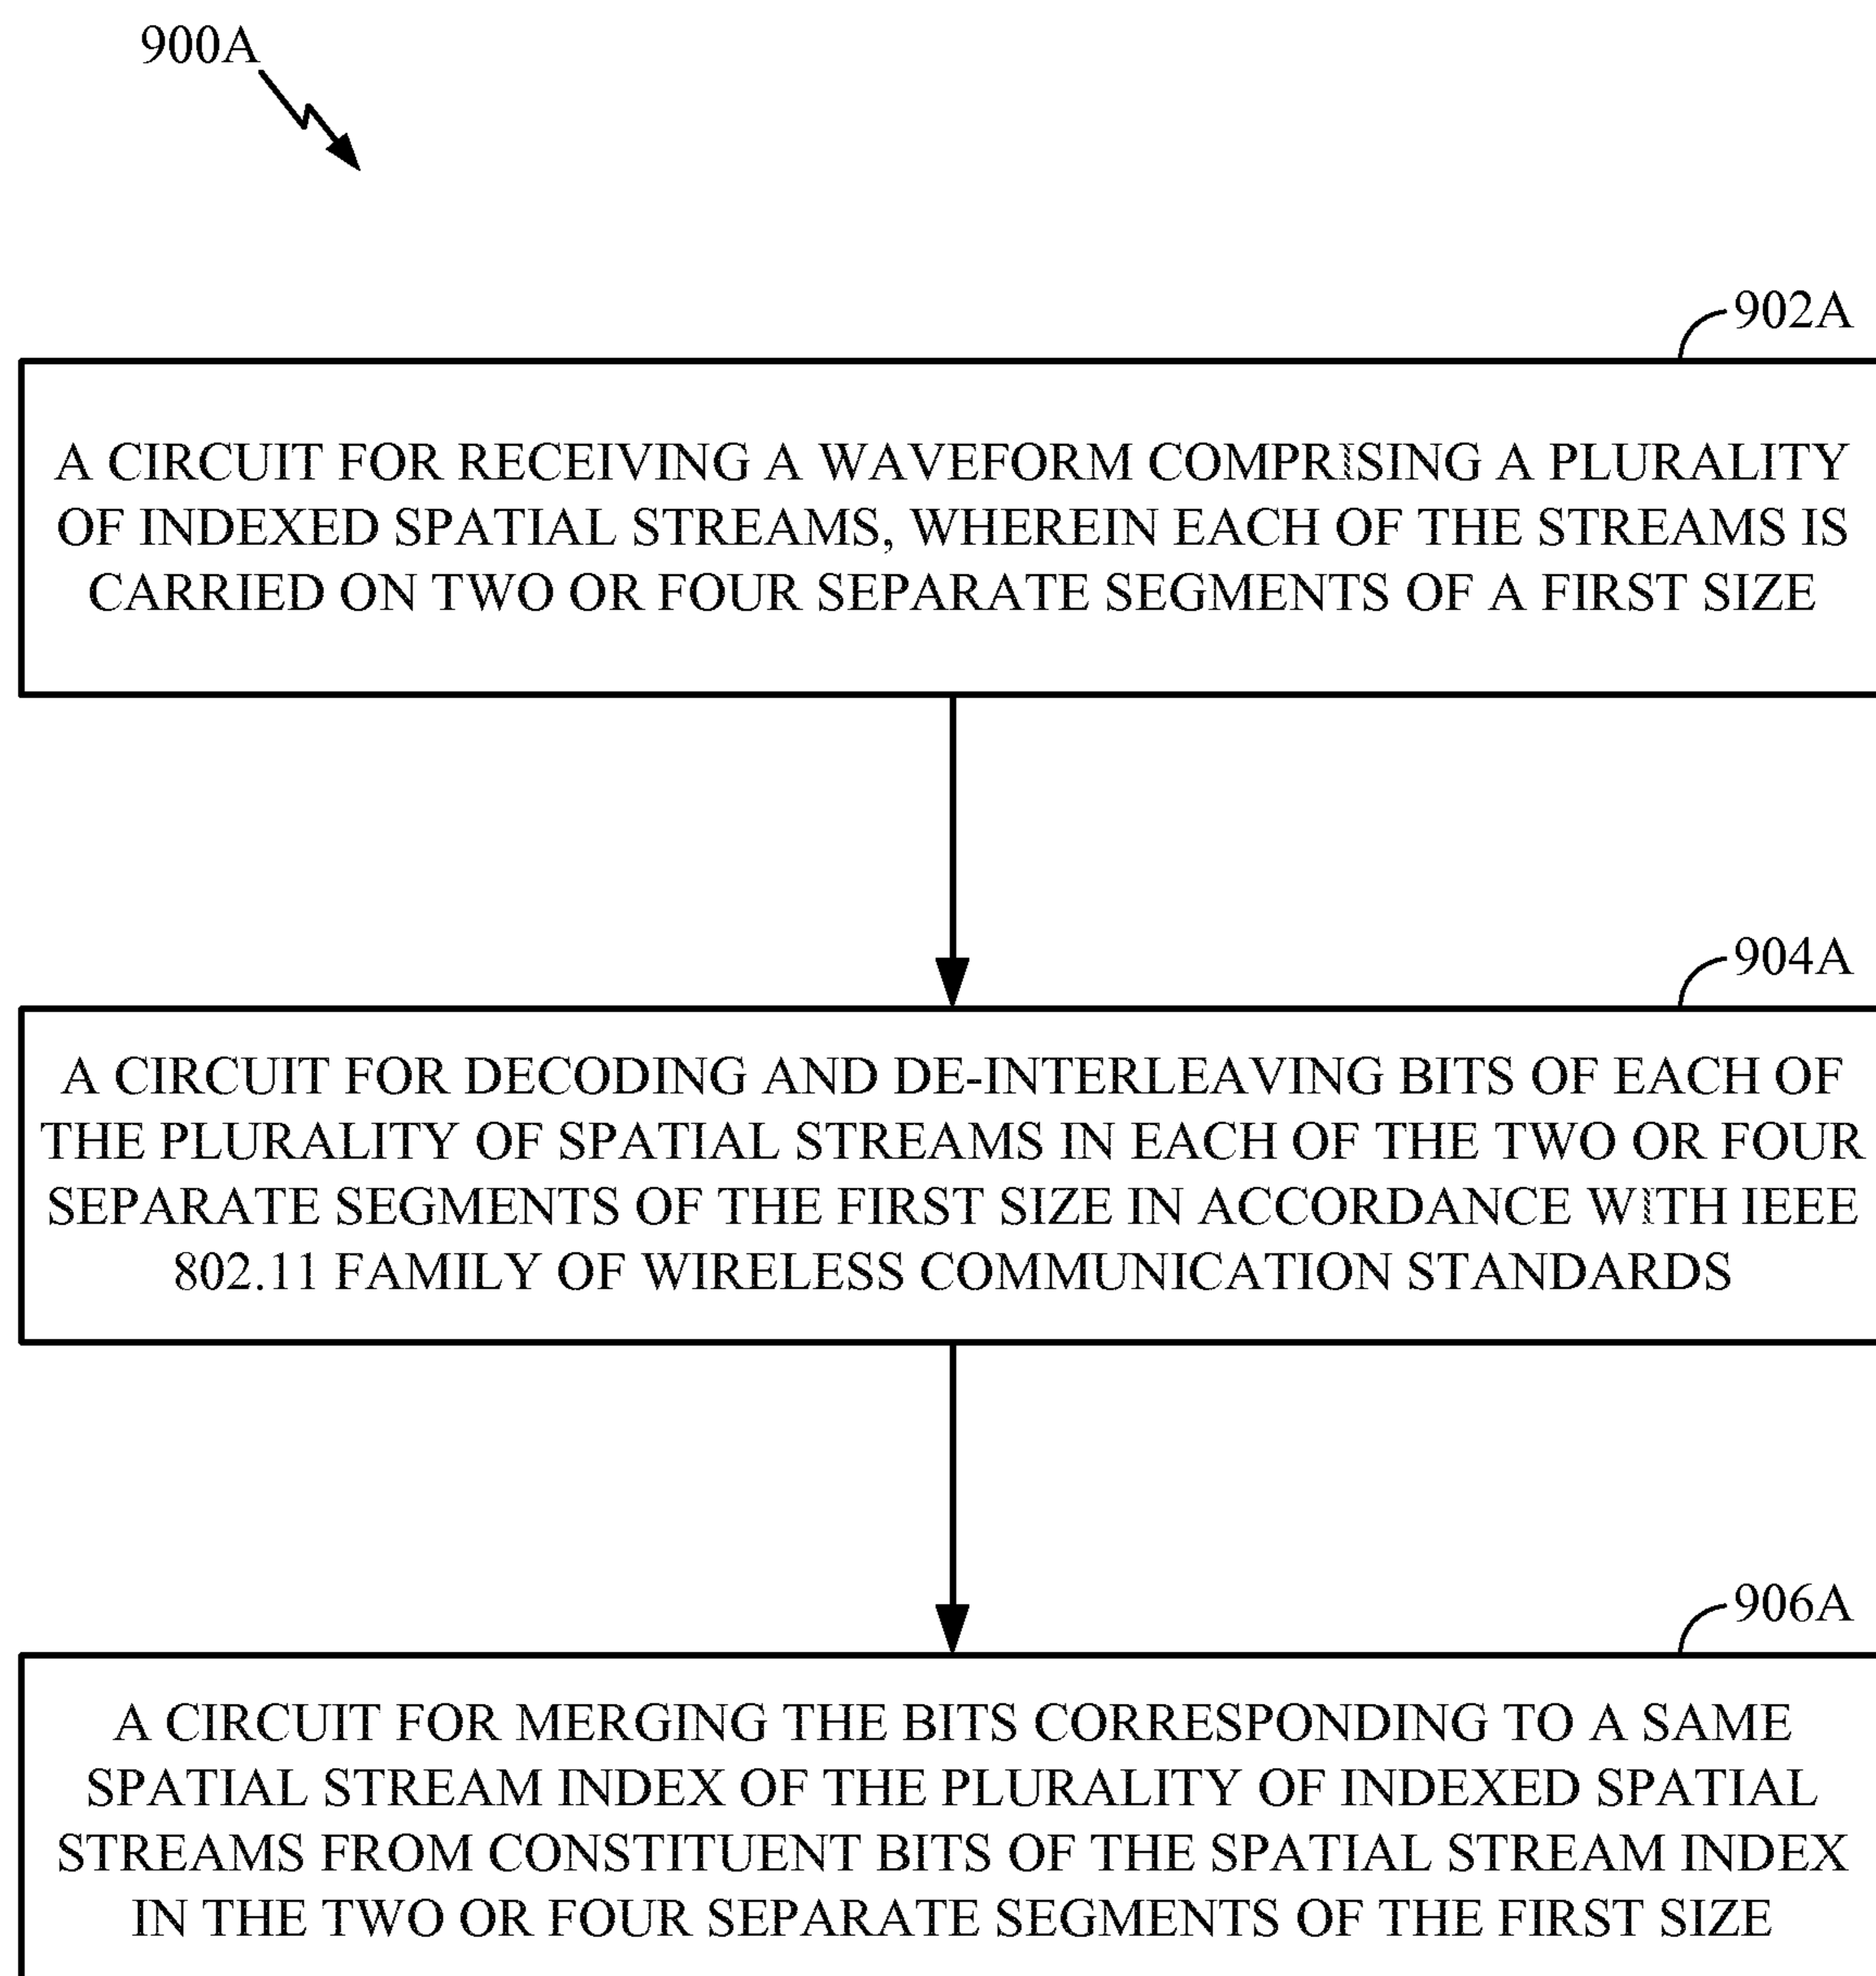 900A
902A
A CIRCUIT FOR RECEIVING A WAVEFORM COMPRISING A PLURALITY
OF INDEXED SPATIAL STREAMS, WHEREIN EACH OF THE STREAMS IS
CARRIED ON TWO OR FOUR SEPARATE SEGMENTS OF A FIRST SIZE
904A
A CIRCUIT FOR DECODING AND DE-INTERLEAVING BITS OF EACH OF
THE PLURALITY OF SPATIAL STREAMS IN EACH OF THE TWO OR FOUR
SEPARATE SEGMENTS OF THE FIRST SIZE IN ACCORDANCE WITH IEEE
802.11 FAMILY OF WIRELESS COMMUNICATION STANDARDS
906A
A CIRCUIT FOR MERGING THE BITS CORRESPONDING TO A SAME
SPATIAL STREAM INDEX OF THE PLURALITY OF INDEXED SPATIAL
STREAMS FROM CONSTITUENT BITS OF THE SPATIAL STREAM INDEX
IN THE TWO OR FOUR SEPARATE SEGMENTS OF THE FIRST SIZE